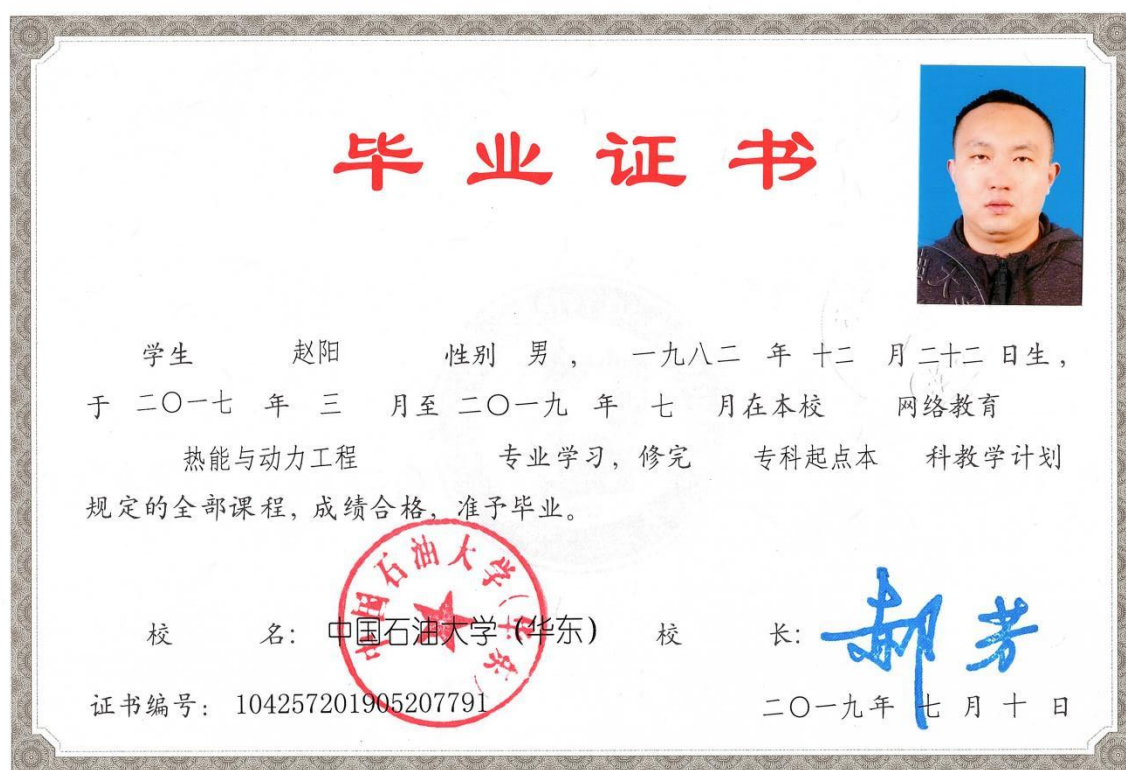 毕业证书
学生 赵阳 性别 男， 一九八二 年 十二 月 二十二 日生，
于 二〇一七 年 三 月至 二〇一九 年 七 月在本校 网络教育
热能与动力工程 专业学习，修完 专科起点本 科教学计划
规定的全部课程，成绩合格，准予毕业。
中国石油大学（华东）
校 名：中国石油大学（华东） 校 长：郝芳
证书编号：104257201905207791 二〇一九年 七 月 十 日